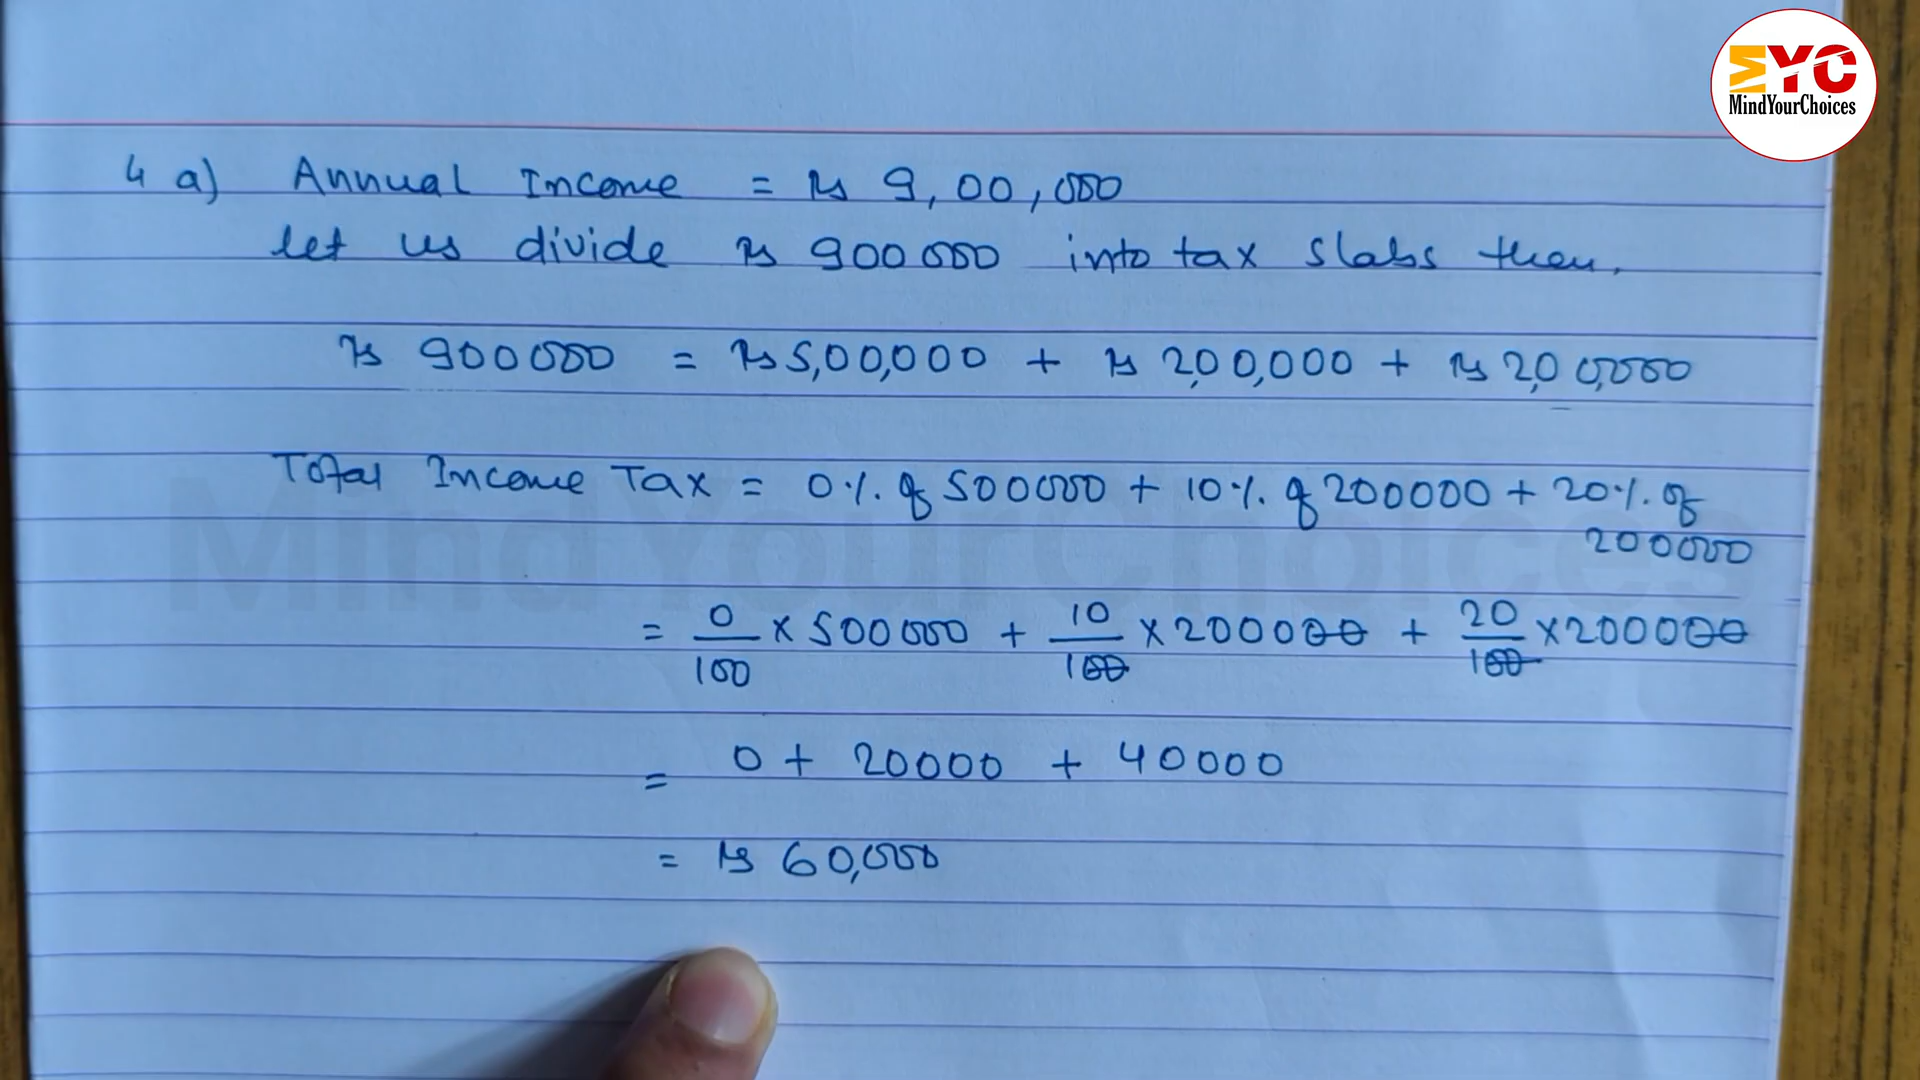 MYC
MindYourChoices
4 a) Annual Income = Rs 9,00,000
let us divide Rs 900000 into tax slabs then,
Rs 900000 = Rs 5,00,000 + Rs 2,00,000 + Rs 2,00,000
Total Income Tax = 0% of 500000 + 10% of 200000 + 20% of
200000
= 0/100 × 500000 + 10/100 × 200000 + 20/100 × 200000
= 0 + 20000 + 40000
= Rs 60,000
MindYourChoices